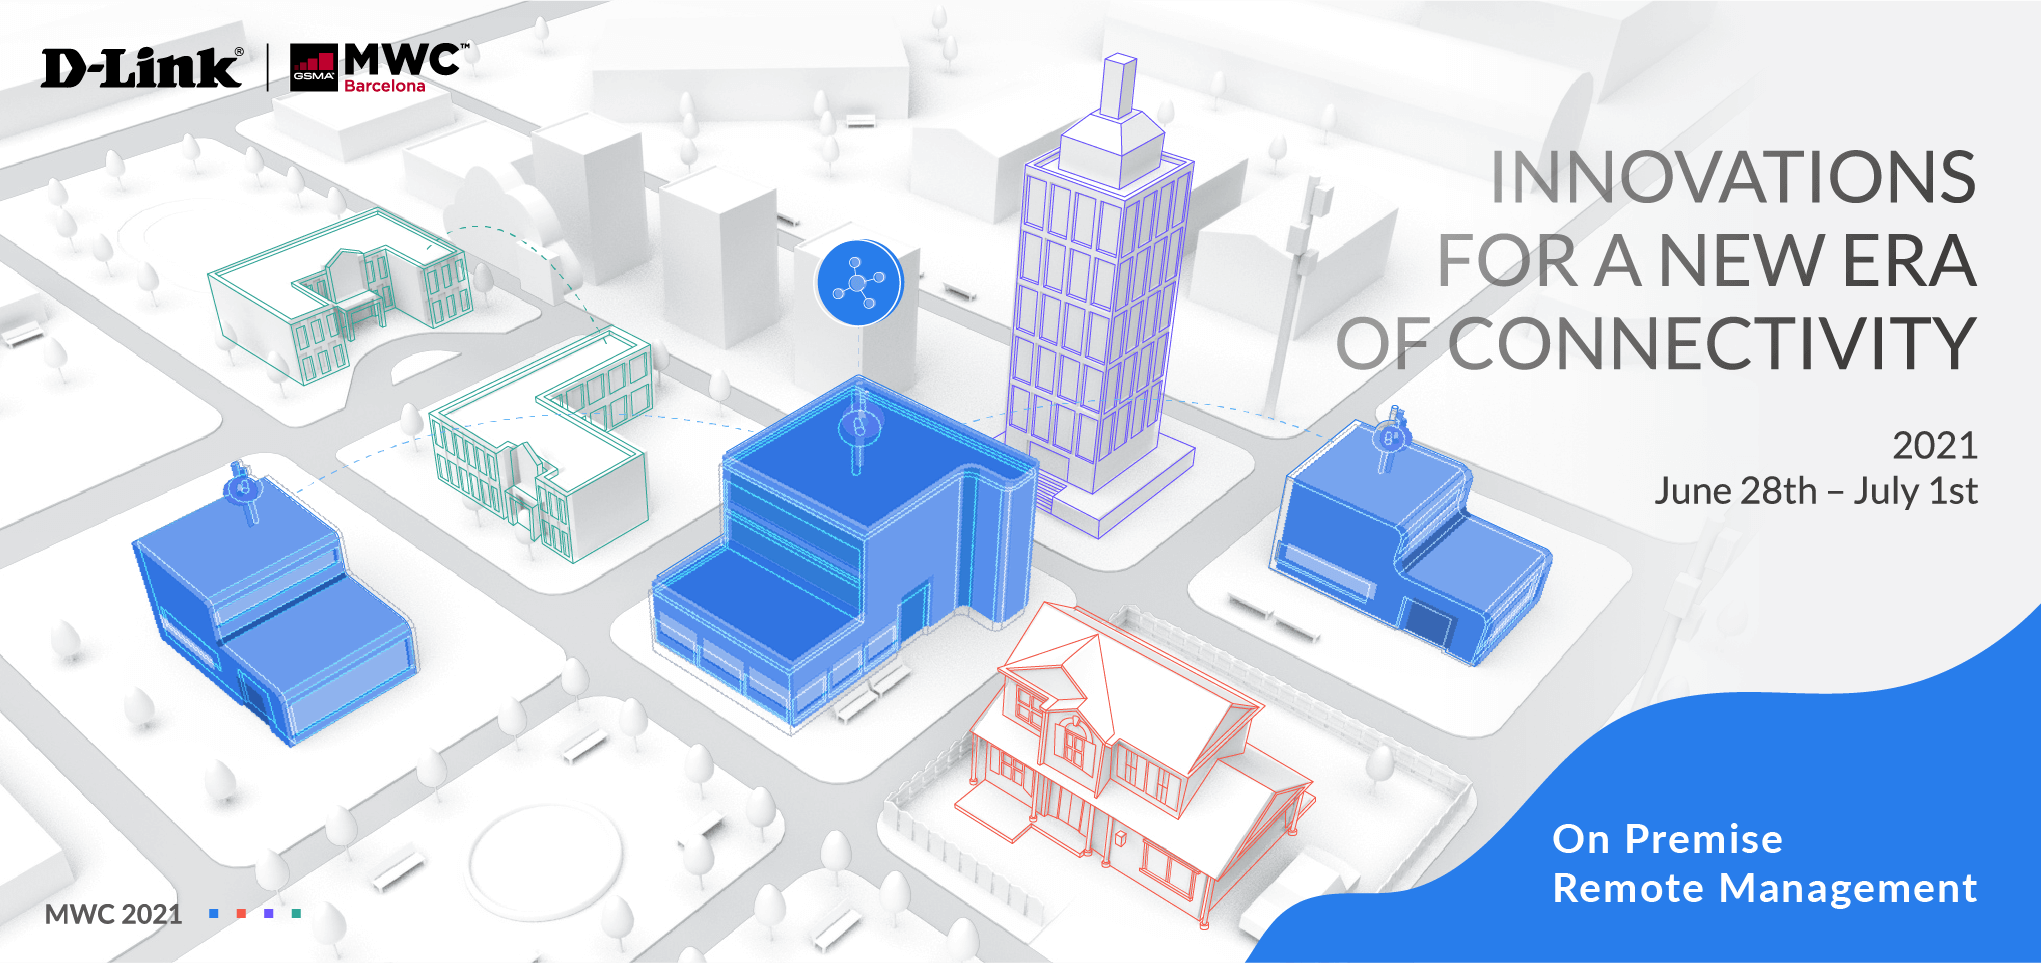 D-Link®
GSMA™
MWC™
Barcelona
INNOVATIONS
FOR A NEW ERA
OF CONNECTIVITY
2021
June 28th – July 1st
On Premise
Remote Management
MWC 2021